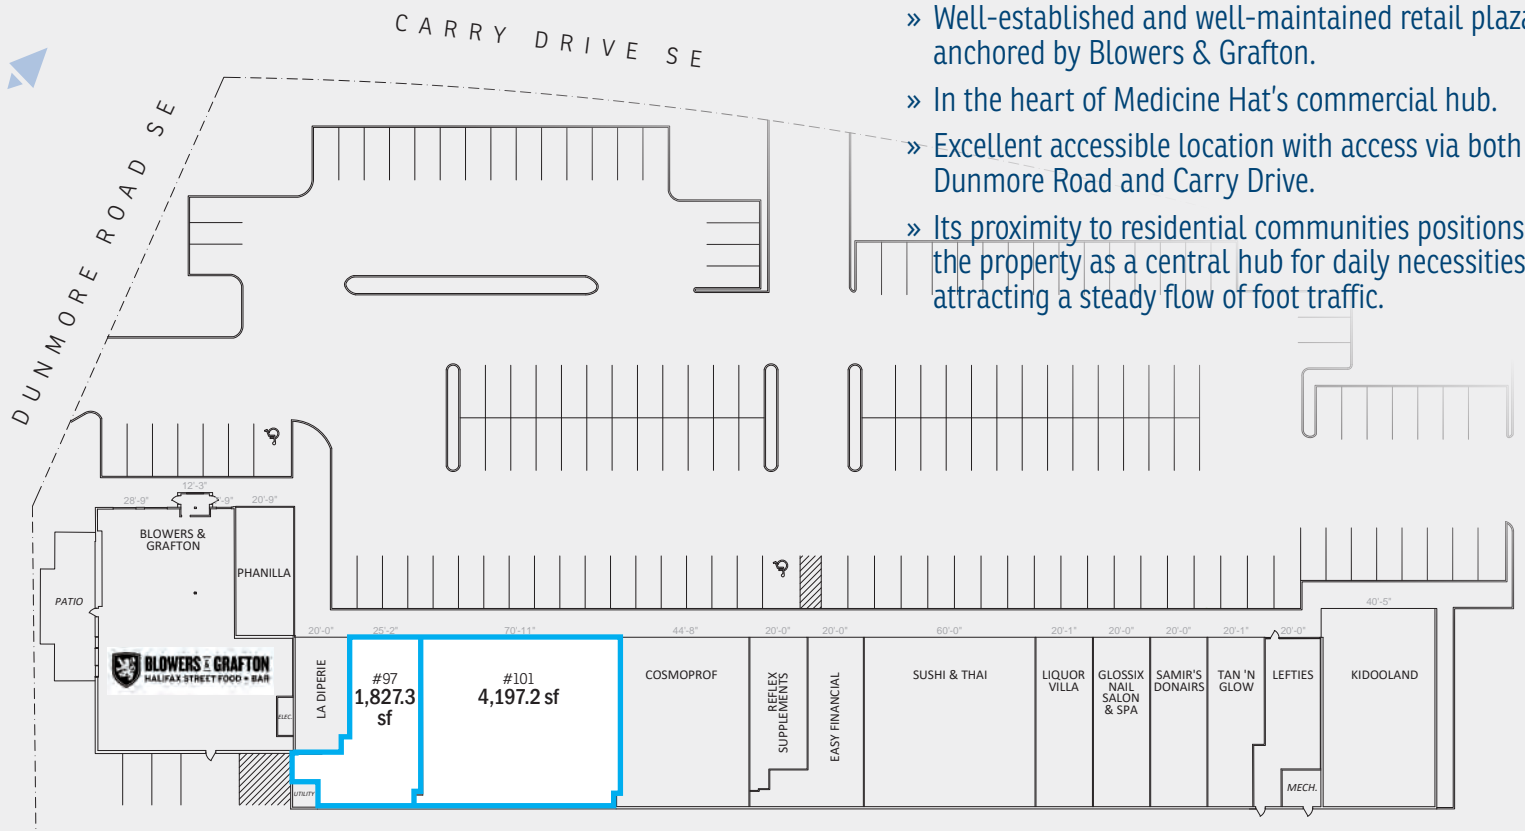 CARRY DRIVE SE
DUNMORE ROAD SE
» Well-established and well-maintained retail plaza
anchored by Blowers & Grafton.
» In the heart of Medicine Hat's commercial hub.
» Excellent accessible location with access via both
Dunmore Road and Carry Drive.
» Its proximity to residential communities positions
the property as a central hub for daily necessities
attracting a steady flow of foot traffic.
28'-9"
12'-3"
20'-9"
BLOWERS &
GRAFTON
PHANILLA
PATIO
BLOWERS & GRAFTON
HALIFAX STREET FOOD • BAR
ELEC.
UTILITY
20'-0"
25'-2"
70'-11"
44'-8"
20'-0"
20'-0"
60'-0"
20'-1"
20'-0"
20'-0"
20'-1"
20'-0"
40'-5"
LA DIPERIE
#97
1,827.3
sf
#101
4,197.2 sf
COSMOPROF
REFLEX
SUPPLEMENTS
EASY FINANCIAL
SUSHI & THAI
LIQUOR
VILLA
GLOSSIX
NAIL
SALON
& SPA
SAMIR'S
DONAIRS
TAN 'N
GLOW
LEFTIES
MECH.
KIDOOLAND